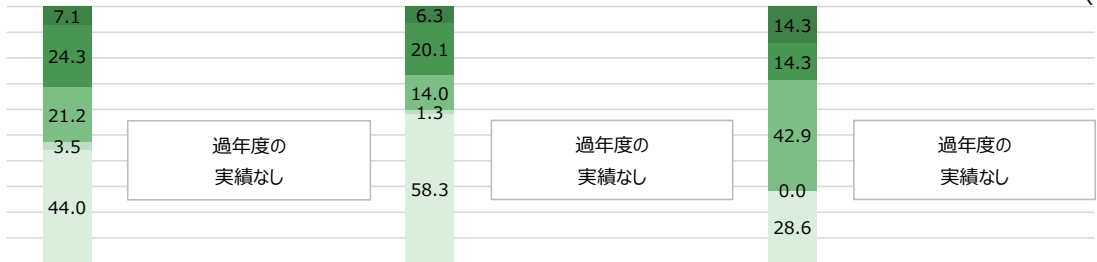 (
7.1
24.3
21.2
3.5
44.0
過年度の
実績なし
6.3
20.1
14.0
1.3
58.3
過年度の
実績なし
14.3
14.3
42.9
0.0
28.6
過年度の
実績なし